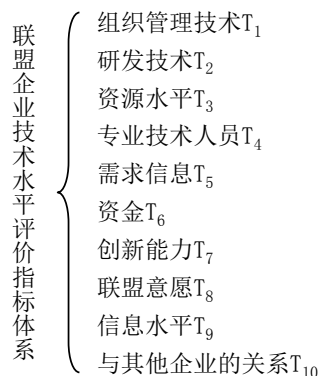 联盟企业技术水平评价指标体系
组织管理技术T₁
研发技术T₂
资源水平T₃
专业技术人员T₄
需求信息T₅
资金T₆
创新能力T₇
联盟意愿T₈
信息水平T₉
与其他企业的关系T₁₀